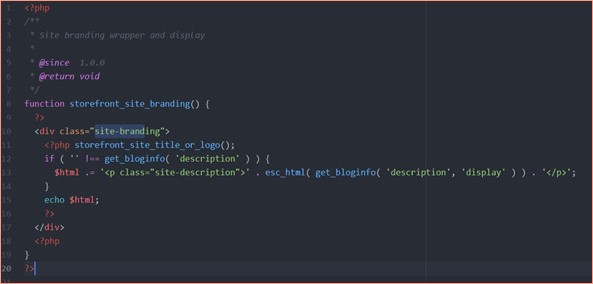 1 <?php
2 /**
3  * Site branding wrapper and display
4  *
5  * @since  1.0.0
6  * @return void
7  */
8 function storefront_site_branding() {
9   ?>
10   <div class="site-branding">
11     <?php storefront_site_title_or_logo();
12     if ( '' !== get_bloginfo( 'description' ) ) {
13       $html .= '<p class="site-description">' . esc_html( get_bloginfo( 'description', 'display' ) ) . '</p>';
14     }
15     echo $html;
16     ?>
17   </div>
18   <?php
19 }
20 ?>
21